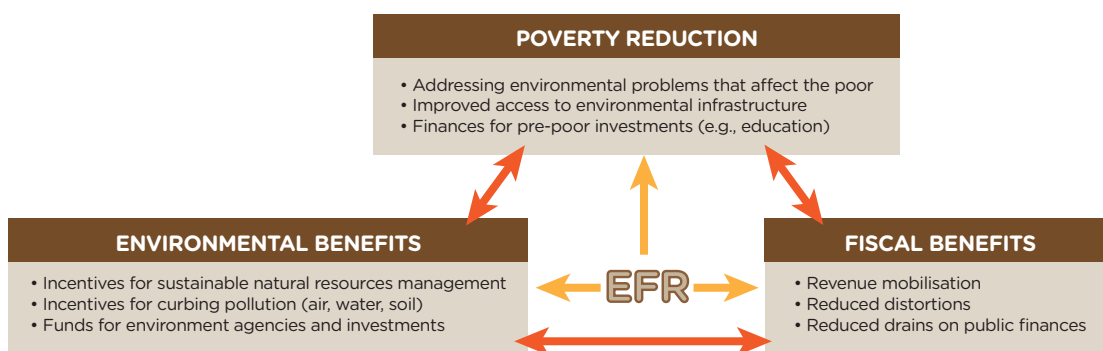 POVERTY REDUCTION
• Addressing environmental problems that affect the poor
• Improved access to environmental infrastructure
• Finances for pre-poor investments (e.g., education)
ENVIRONMENTAL BENEFITS
• Incentives for sustainable natural resources management
• Incentives for curbing pollution (air, water, soil)
• Funds for environment agencies and investments
EFR
FISCAL BENEFITS
• Revenue mobilisation
• Reduced distortions
• Reduced drains on public finances